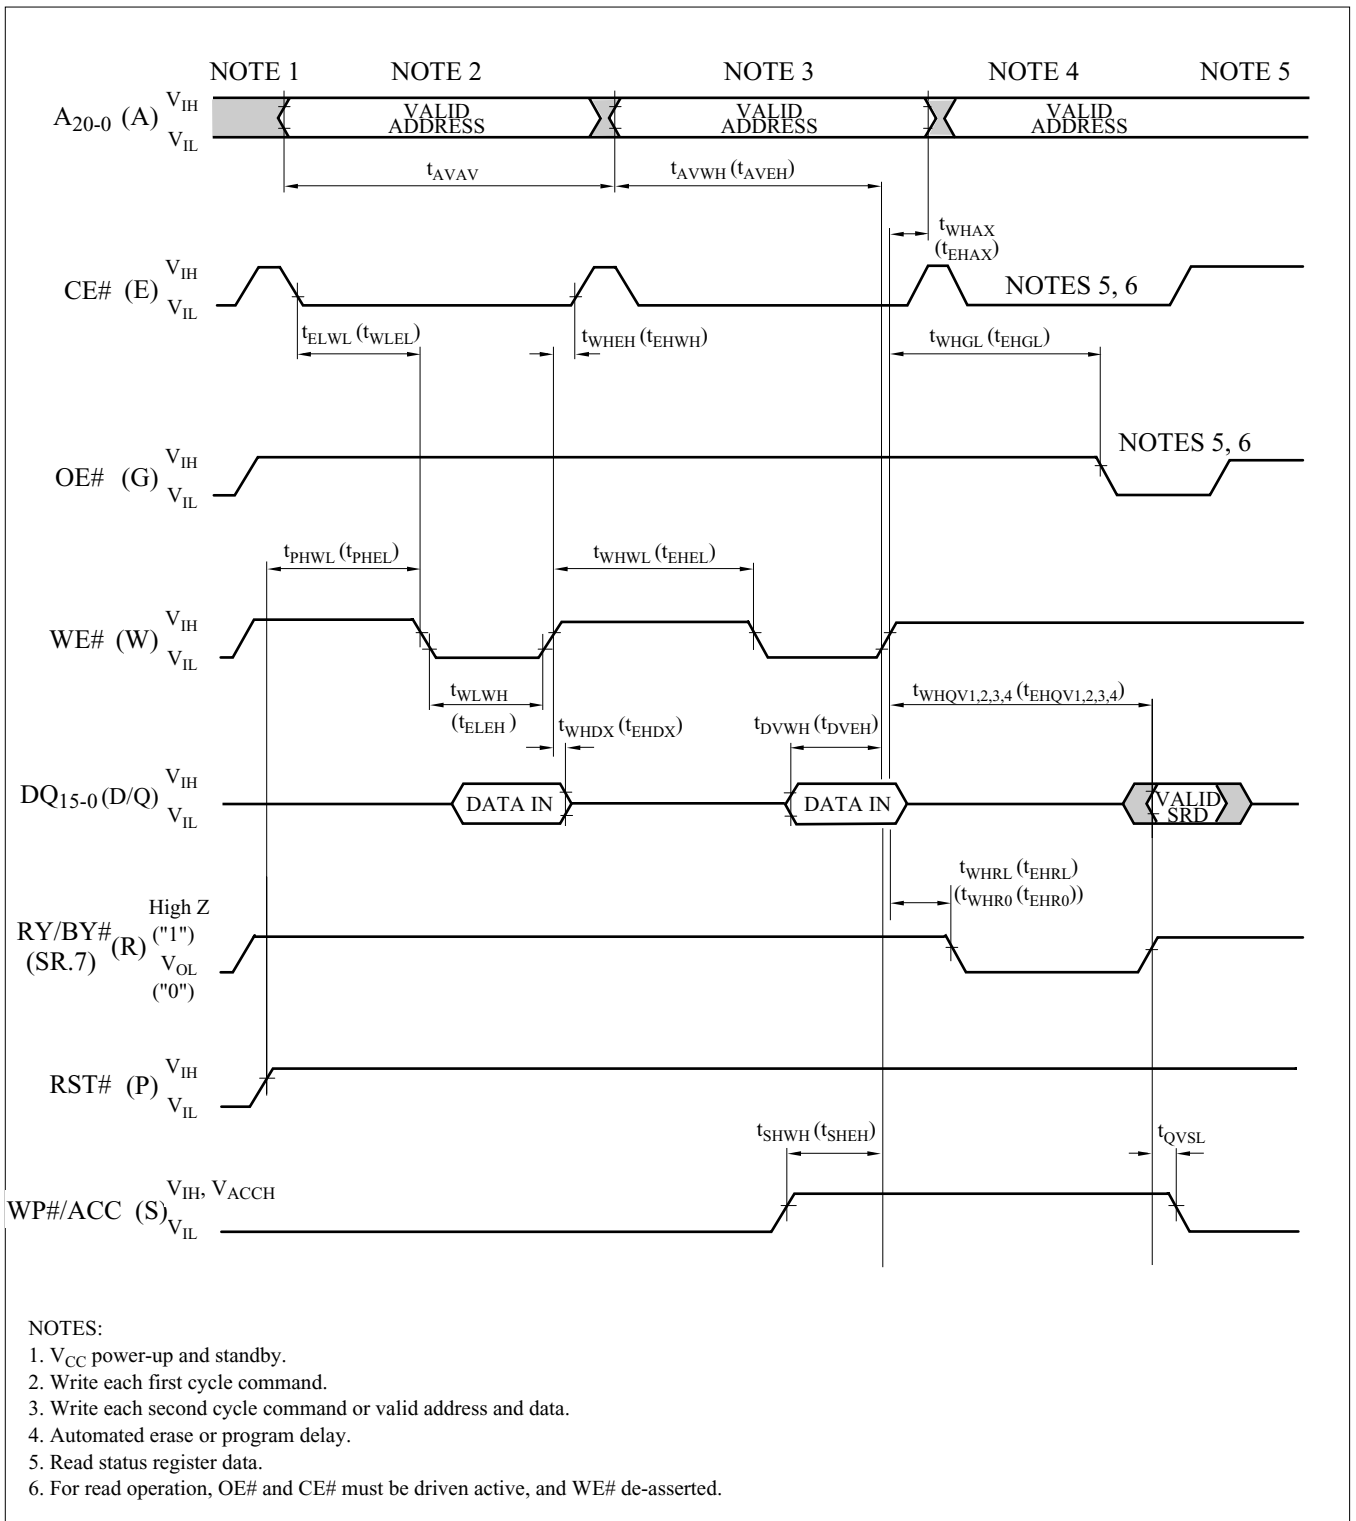 NOTE 1 NOTE 2 NOTE 3 NOTE 4 NOTE 5
A20-0 (A) VIH VIL
VALID ADDRESS
VALID ADDRESS
VALID ADDRESS
tAVAV
tAVWH (tAVEH)
tWHAX
(tEHAX)
CE# (E) VIH VIL
NOTES 5, 6
tELWL (tWLEL)
tWHEH (tEHWH)
tWHGL (tEHGL)
OE# (G) VIH VIL
NOTES 5, 6
tPHWL (tPHEL)
tWHWL (tEHEL)
WE# (W) VIH VIL
tWLWH
(tELEH )
tWHDX (tEHDX)
tDVWH (tDVEH)
tWHQV1,2,3,4 (tEHQV1,2,3,4)
DQ15-0 (D/Q) VIH VIL
DATA IN
DATA IN
VALID SRD
tWHRL (tEHRL)
(tWHR0 (tEHR0))
RY/BY# (R)
(SR.7)
High Z
("1")
VOL
("0")
RST# (P) VIH VIL
tSHWH (tSHEH)
tQVSL
WP#/ACC (S) VIH, VACCH VIL
NOTES:
1. VCC power-up and standby.
2. Write each first cycle command.
3. Write each second cycle command or valid address and data.
4. Automated erase or program delay.
5. Read status register data.
6. For read operation, OE# and CE# must be driven active, and WE# de-asserted.